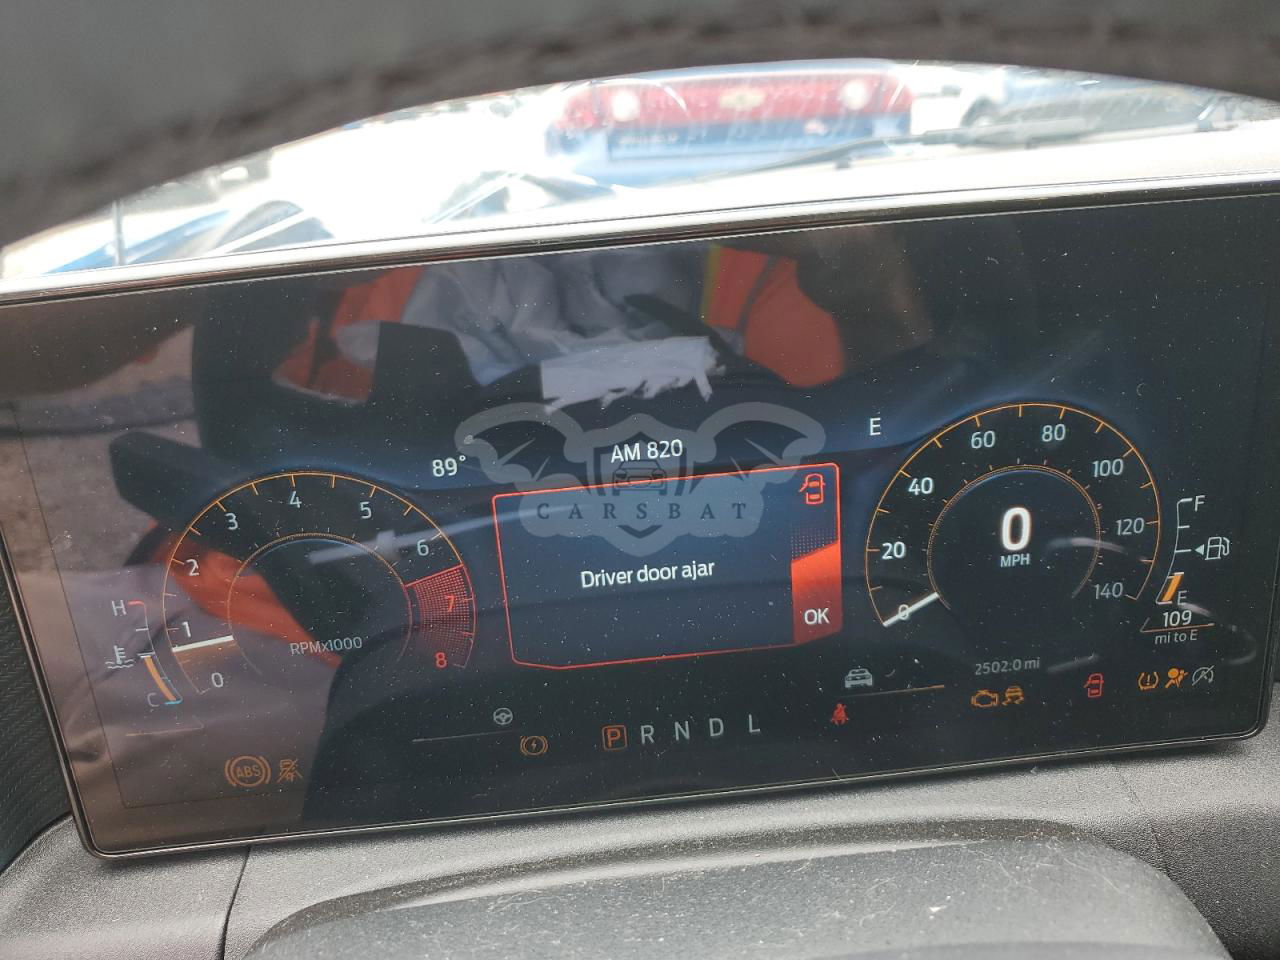 AM 820
89°
E
CARSBAT
Driver door ajar
OK
0
1
2
3
4
5
6
7
8
RPMx1000
H
C
0
20
40
60
80
100
120
140
0
MPH
F
E
109
mi to E
2502.0 mi
P R N D L
ABS